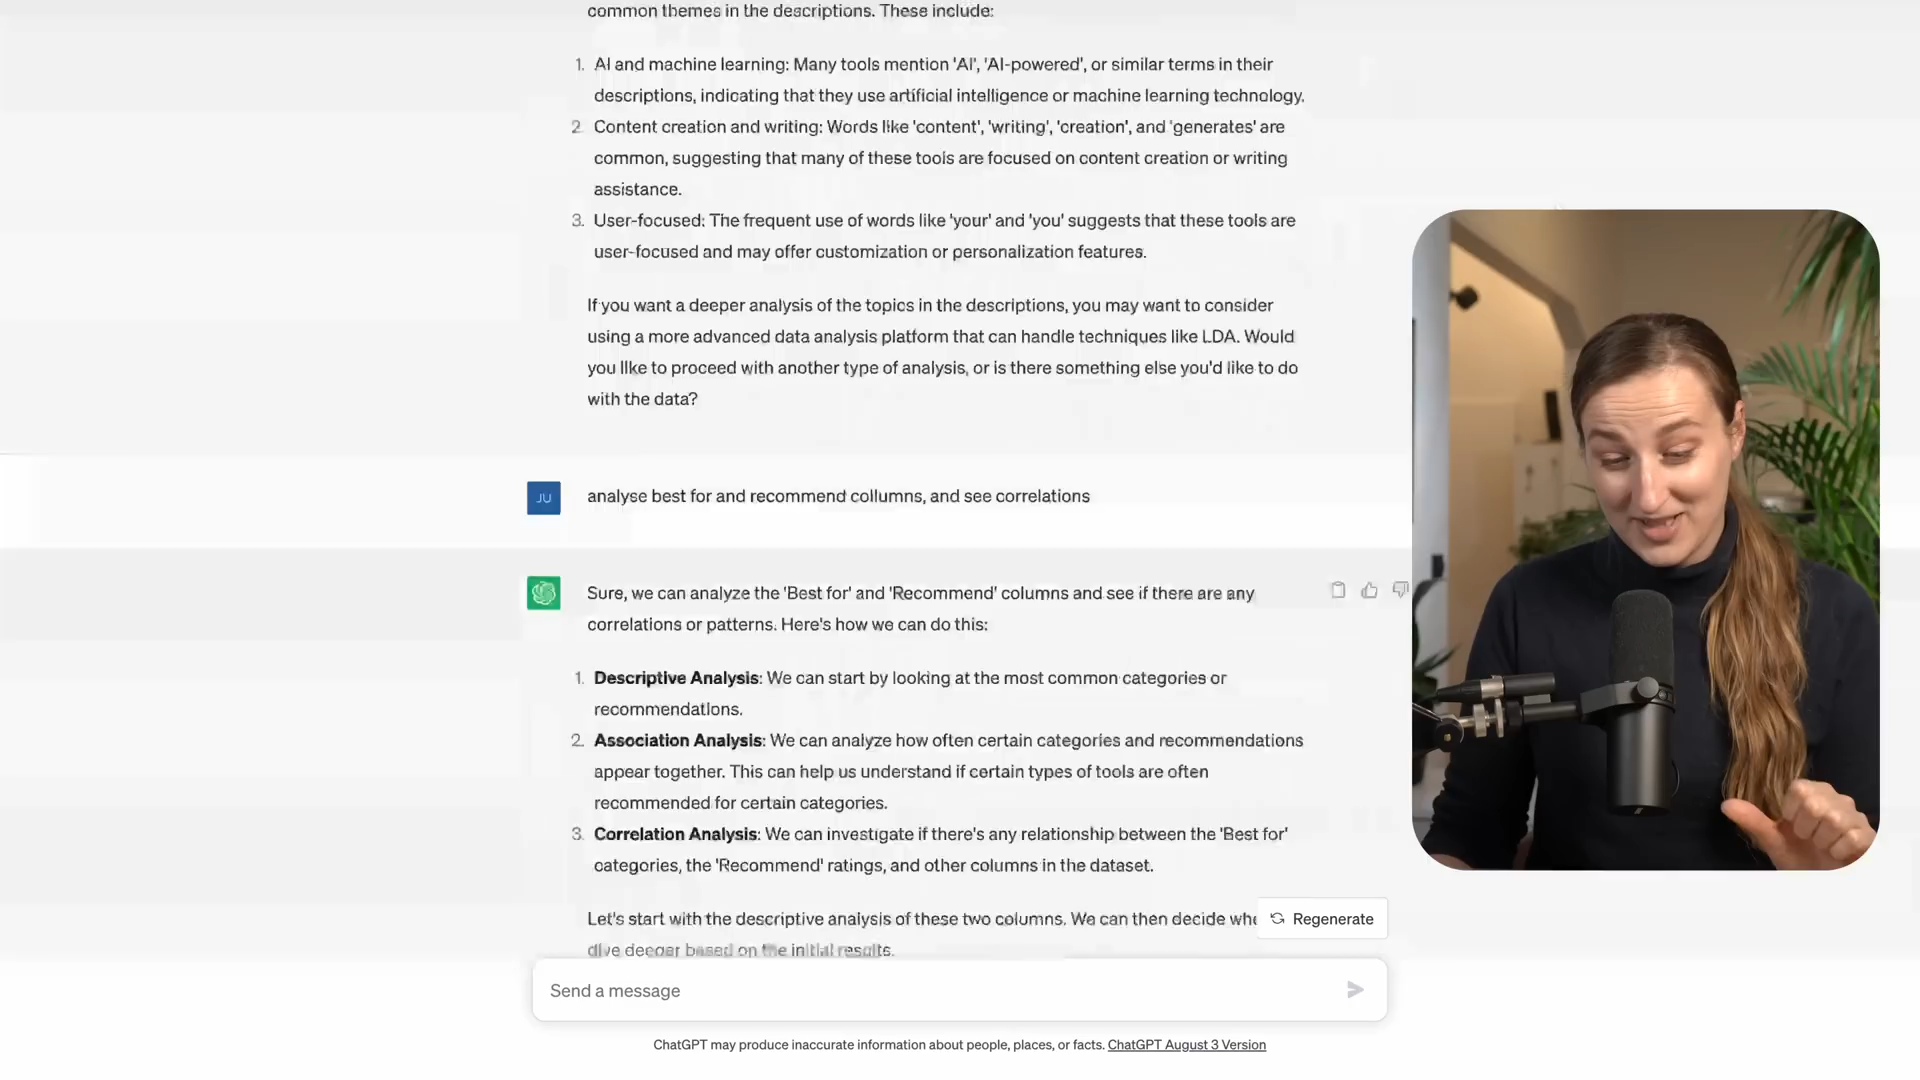 common themes in the descriptions. These include:
1. AI and machine learning: Many tools mention 'AI', 'AI-powered', or similar terms in their
descriptions, indicating that they use artificial intelligence or machine learning technology.
2. Content creation and writing: Words like 'content', 'writing', 'creation', and 'generates' are
common, suggesting that many of these tools are focused on content creation or writing
assistance.
3. User-focused: The frequent use of words like 'your' and 'you' suggests that these tools are
user-focused and may offer customization or personalization features.
If you want a deeper analysis of the topics in the descriptions, you may want to consider
using a more advanced data analysis platform that can handle techniques like LDA. Would
you like to proceed with another type of analysis, or is there something else you'd like to do
with the data?
JU
analyse best for and recommend collumns, and see correlations
Sure, we can analyze the 'Best for' and 'Recommend' columns and see if there are any
correlations or patterns. Here's how we can do this:
1. Descriptive Analysis: We can start by looking at the most common categories or
recommendations.
2. Association Analysis: We can analyze how often certain categories and recommendations
appear together. This can help us understand if certain types of tools are often
recommended for certain categories.
3. Correlation Analysis: We can investigate if there's any relationship between the 'Best for'
categories, the 'Recommend' ratings, and other columns in the dataset.
Let's start with the descriptive analysis of these two columns. We can then decide whe
Regenerate
dive deeper based on the initial results.
Send a message
ChatGPT may produce inaccurate information about people, places, or facts. ChatGPT August 3 Version